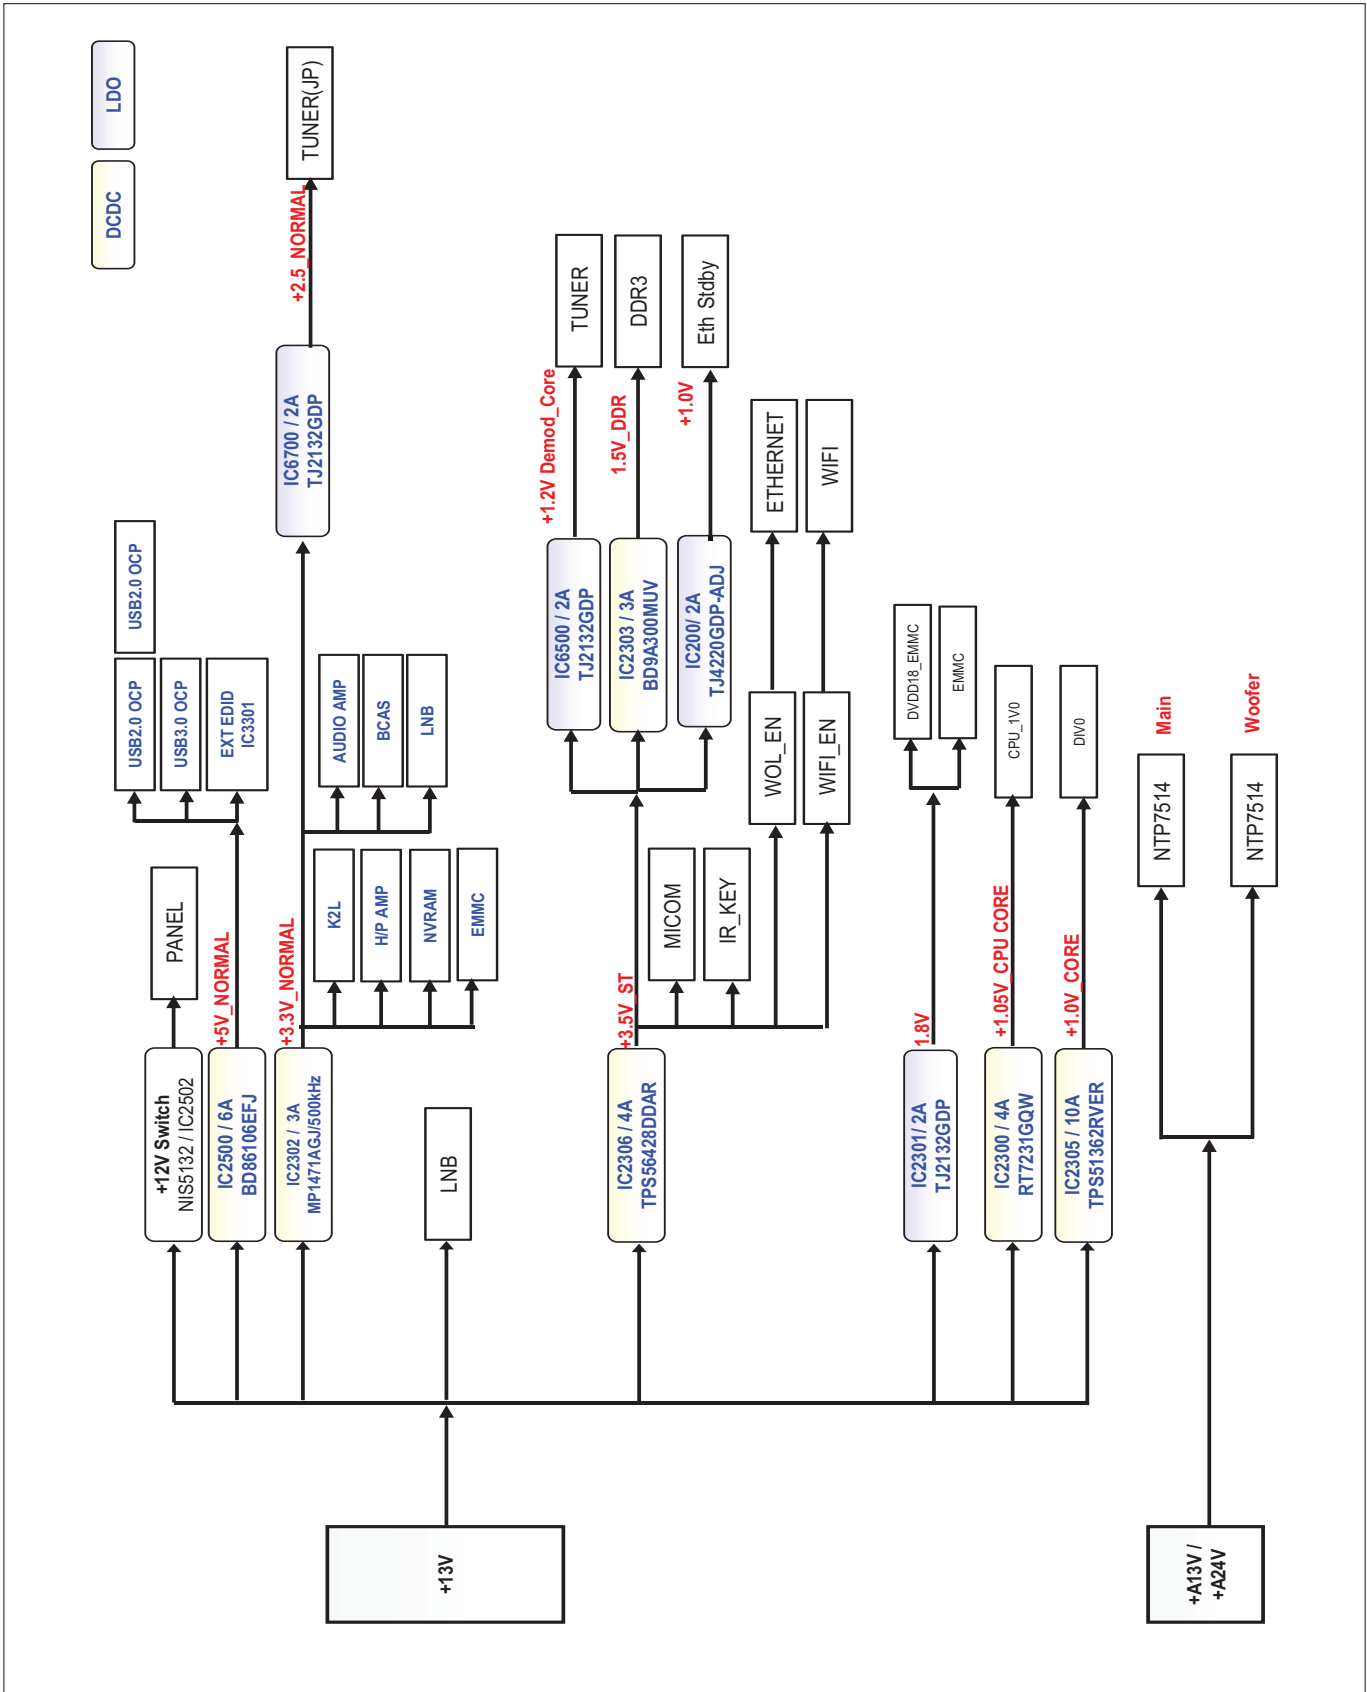 LDO
DCDC
+12V Switch
NIS5132 / IC2502
PANEL
IC2500 / 6A
BD86106EFJ
+5V_NORMAL
USB2.0 OCP
USB2.0 OCP
USB3.0 OCP
EXT EDID
IC3301
IC2302 / 3A
MP1471AGJ/500kHz
+3.3V_NORMAL
K2L
H/P AMP
NVRAM
EMMC
AUDIO AMP
BCAS
LNB
IC6700 / 2A
TJ2132GDP
+2.5_NORMAL
TUNER(JP)
+13V
LNB
IC2306 / 4A
TPS56428DDAR
+3.5V_ST
MICOM
IR_KEY
WOL_EN
WIFI_EN
ETHERNET
WIFI
IC6500 / 2A
TJ2132GDP
+1.2V Demod_Core
TUNER
IC2303 / 3A
BD9A300MUV
1.5V_DDR
DDR3
IC200/ 2A
TJ4220GDP-ADJ
+1.0V
Eth Stdby
IC2301/ 2A
TJ2132GDP
1.8V
DVDD18_EMMC
EMMC
IC2300 / 4A
RT7231GQW
+1.05V_CPU CORE
CPU_1V0
IC2305 / 10A
TPS51362RVER
+1.0V_CORE
DIV0
+A13V /
+A24V
NTP7514
Main
NTP7514
Woofer